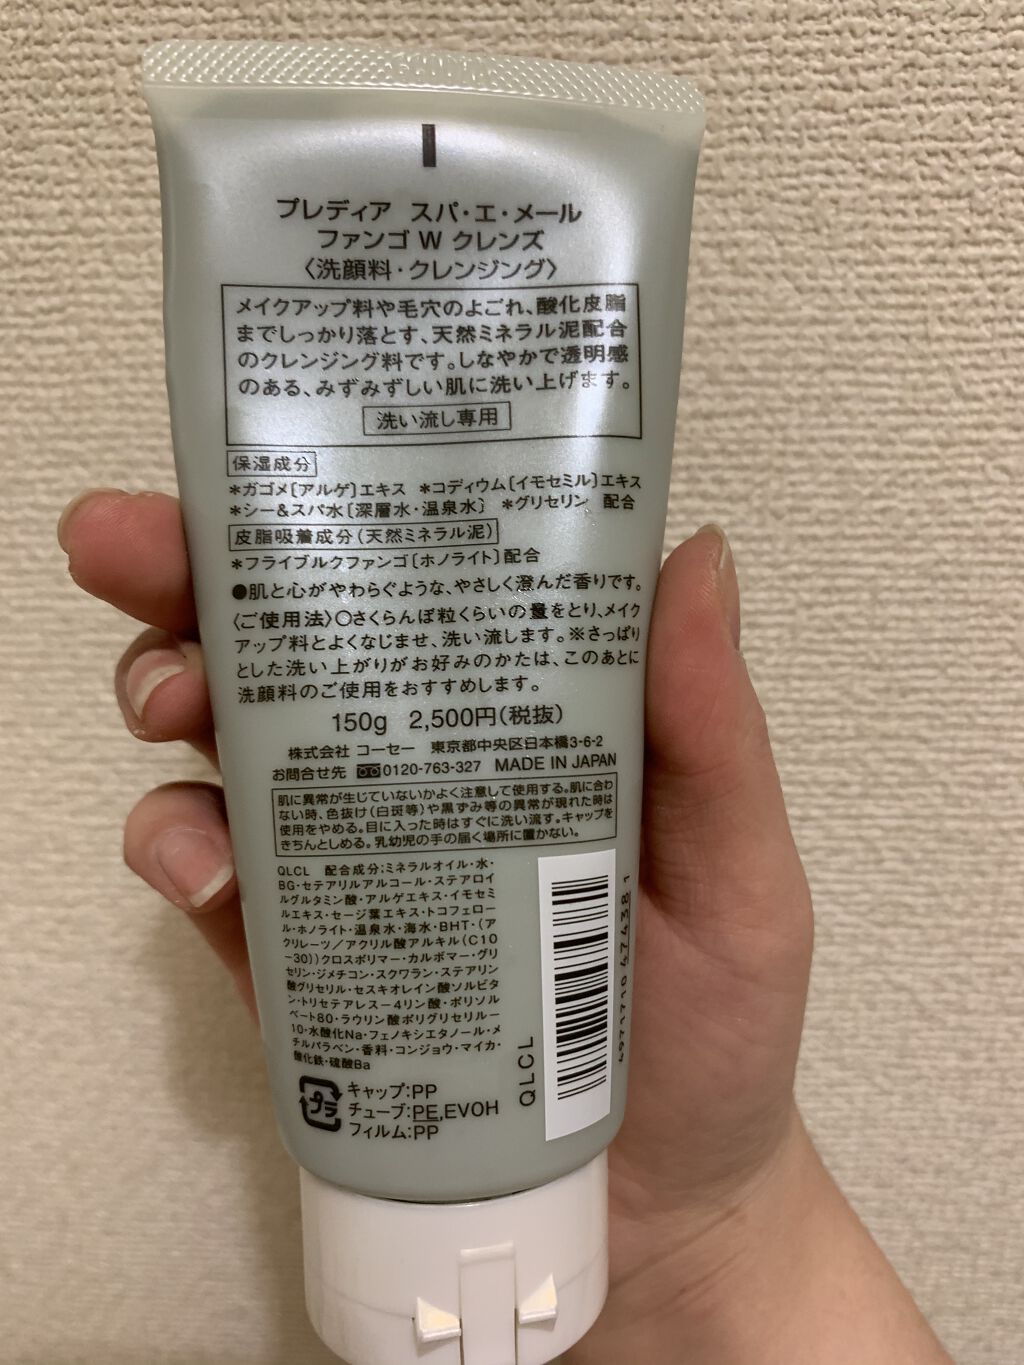 プレディア スパ・エ・メール
ファンゴ W クレンズ
〈洗顔料・クレンジング〉
メイクアップ料や毛穴のよごれ、酸化皮脂
までしっかり落とす、天然ミネラル泥配合
のクレンジング料です。しなやかで透明感
のある、みずみずしい肌に洗い上げます。
洗い流し専用
保湿成分
*ガゴメ〔アルゲ〕エキス *コディウム〔イモセミル〕エキス
*シー&スパ水〔深層水・温泉水〕 *グリセリン 配合
皮脂吸着成分(天然ミネラル泥)
*フライブルクファンゴ〔ホノライト〕配合
●肌と心がやわらぐような、やさしく澄んだ香りです。
〈ご使用法〉○さくらんぼ粒くらいの量をとり、メイク
アップ料とよくなじませ、洗い流します。※さっぱり
とした洗い上がりがお好みのかたは、このあとに
洗顔料のご使用をおすすめします。
150g 2,500円(税抜)
株式会社 コーセー 東京都中央区日本橋3-6-2
お問合せ先 0120-763-327 MADE IN JAPAN
肌に異常が生じていないかよく注意して使用する。肌に合わ
ない時、色抜け(白斑等)や黒ずみ等の異常が現れた時は
使用をやめる。目に入った時はすぐに洗い流す。キャップを
きちんとしめる。乳幼児の手の届く場所に置かない。
QLCL 配合成分:ミネラルオイル・水・
BG・セテアリルアルコール・ステアロイ
ルグルタミン酸・アルゲエキス・イモセミ
ルエキス・セージ葉エキス・トコフェロー
ル・ホノライト・温泉水・海水・BHT・(ア
クリレーツ/アクリル酸アルキル(C10
-30))クロスポリマー・カルボマー・グリ
セリン・ジメチコン・スクワラン・ステアリン
酸グリセリル・セスキオレイン酸ソルビタ
ン・トリセテアレス-4リン酸・ポリソル
ベート80・ラウリン酸ポリグリセリル-
10・水酸化Na・フェノキシエタノール・メ
チルパラベン・香料・コンジョウ・マイカ・
酸化鉄・硫酸Ba
プラ
キャップ:PP
チューブ:PE,EVOH
フィルム:PP
QLCL
4971710 474381